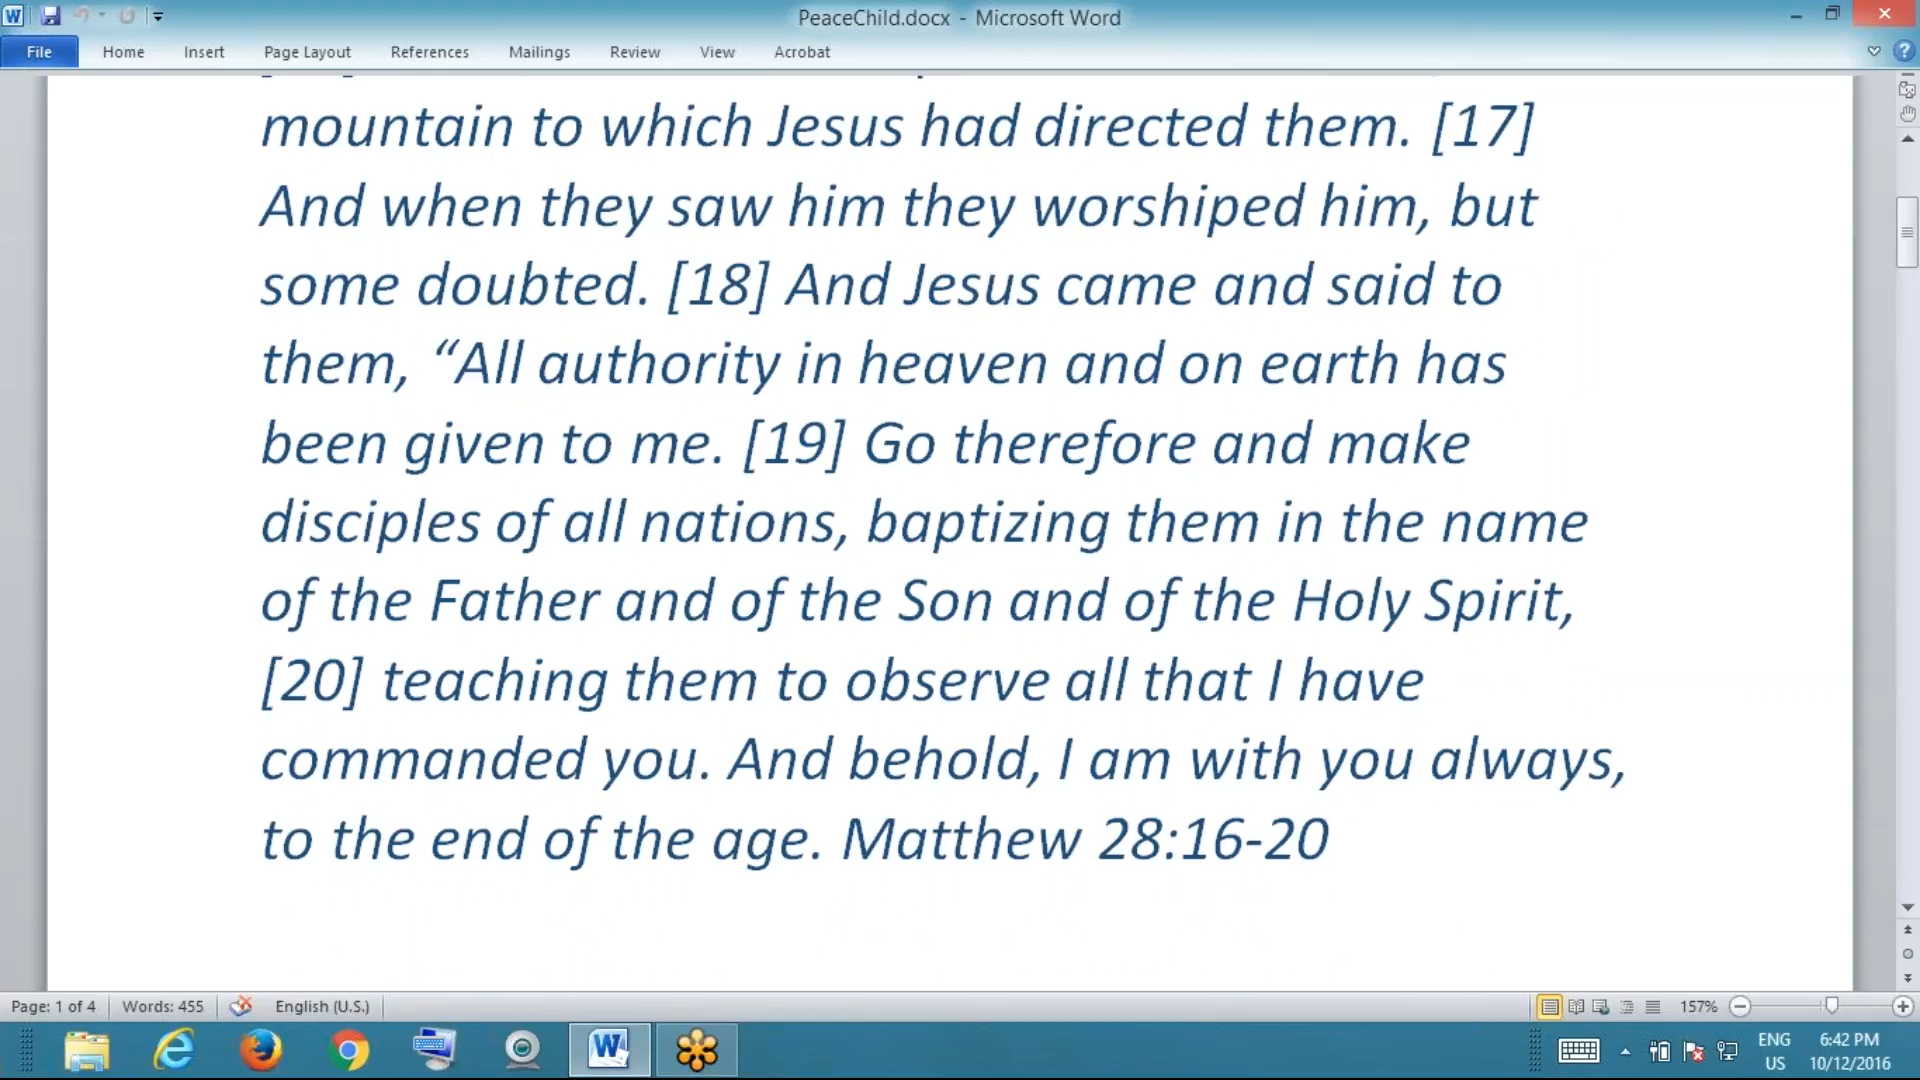 PeaceChild.docx - Microsoft Word
File Home Insert Page Layout References Mailings Review View Acrobat
mountain to which Jesus had directed them. [17]
And when they saw him they worshiped him, but
some doubted. [18] And Jesus came and said to
them, “All authority in heaven and on earth has
been given to me. [19] Go therefore and make
disciples of all nations, baptizing them in the name
of the Father and of the Son and of the Holy Spirit,
[20] teaching them to observe all that I have
commanded you. And behold, I am with you always,
to the end of the age. Matthew 28:16-20
Page: 1 of 4 Words: 455 English (U.S.) 157%
ENG 6:42 PM
US 10/12/2016